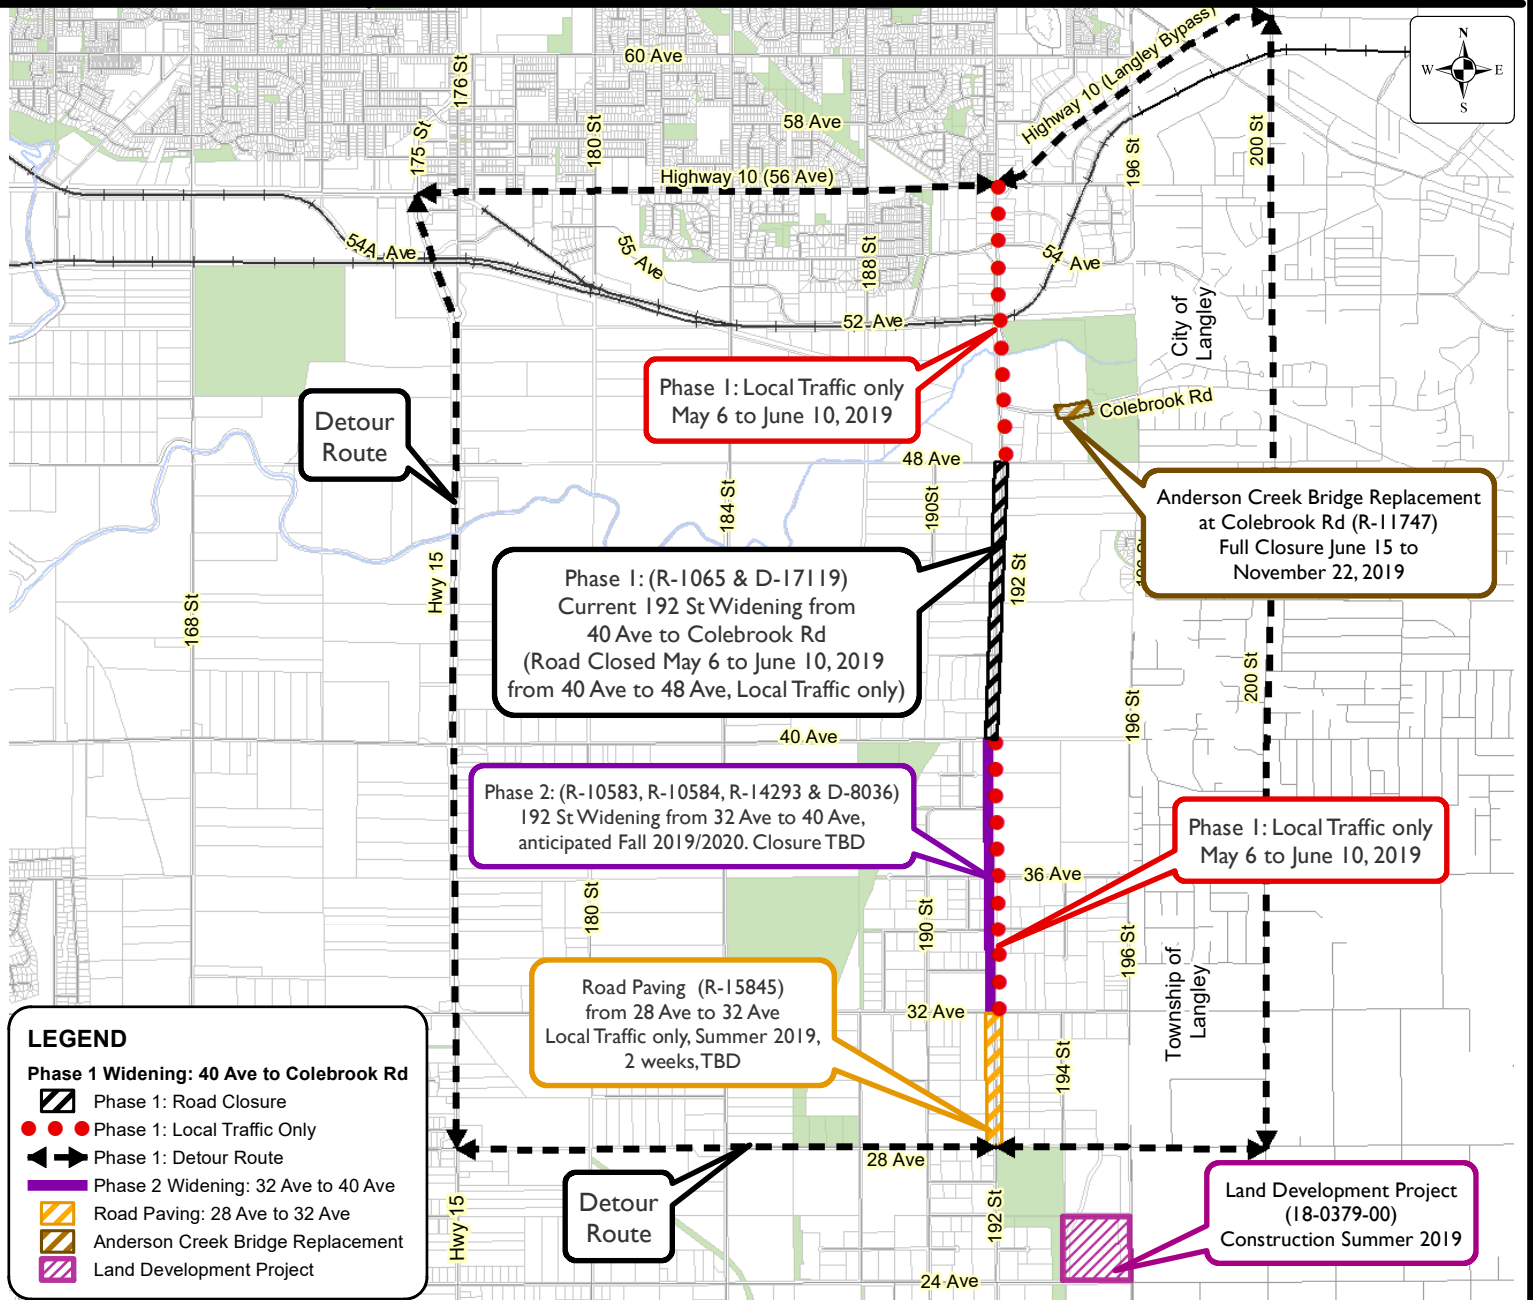 60 Ave
176 St
58 Ave
175 St
180 St
Highway 10 (56 Ave)
Highway 10 (Langley Bypass)
196 St
200 St
N
W
E
S
54A Ave
55 Ave
188 St
54 Ave
52 Ave
City of
Langley
Phase 1: Local Traffic only
May 6 to June 10, 2019
Colebrook Rd
Detour
Route
48 Ave
184 St
190St
192 St
Anderson Creek Bridge Replacement
at Colebrook Rd (R-11747)
Full Closure June 15 to
November 22, 2019
Hwy 15
168 St
Phase 1: (R-1065 & D-17119)
Current 192 St Widening from
40 Ave to Colebrook Rd
(Road Closed May 6 to June 10, 2019
from 40 Ave to 48 Ave, Local Traffic only)
200 St
196 St
40 Ave
Phase 2: (R-10583, R-10584, R-14293 & D-8036)
192 St Widening from 32 Ave to 40 Ave,
anticipated Fall 2019/2020. Closure TBD
Phase 1: Local Traffic only
May 6 to June 10, 2019
36 Ave
180 St
190 St
196 St
Township of
Langley
Road Paving (R-15845)
from 28 Ave to 32 Ave
Local Traffic only, Summer 2019,
2 weeks, TBD
32 Ave
194 St
28 Ave
Detour
Route
Hwy 15
192 St
24 Ave
Land Development Project
(18-0379-00)
Construction Summer 2019
LEGEND
Phase 1 Widening: 40 Ave to Colebrook Rd
Phase 1: Road Closure
Phase 1: Local Traffic Only
Phase 1: Detour Route
Phase 2 Widening: 32 Ave to 40 Ave
Road Paving: 28 Ave to 32 Ave
Anderson Creek Bridge Replacement
Land Development Project